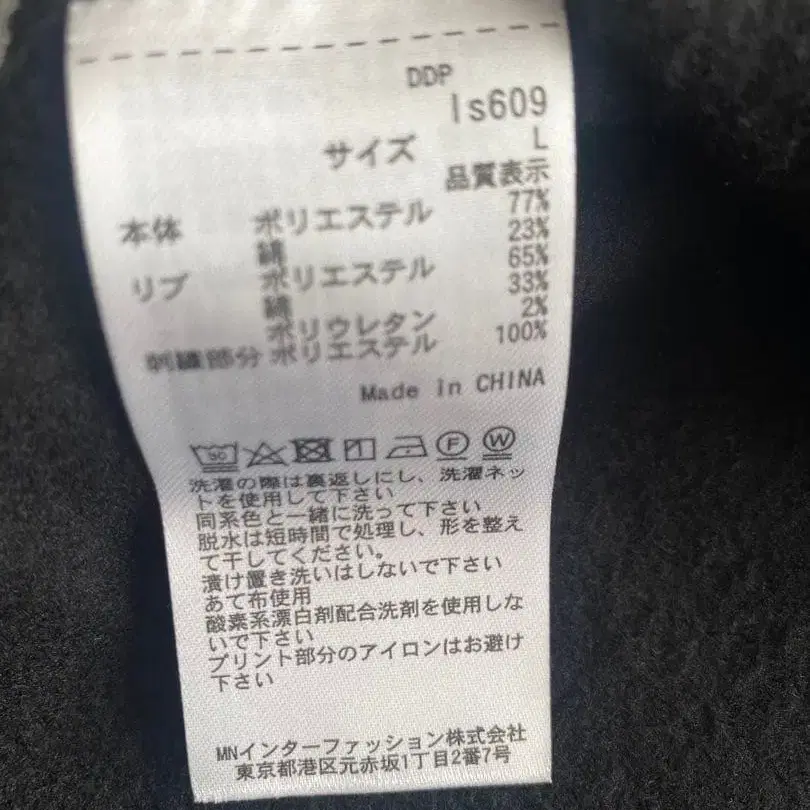 DDP
ls609
サイズ L
品質表示
本体 ポリエステル 77%
綿 23%
リブ ポリエステル 65%
綿 33%
ポリウレタン 2%
刺繍部分 ポリエステル 100%
Made in CHINA
30 F W
洗濯の際は裏返しにし、洗濯ネッ
トを使用して下さい
同系色と一緒に洗って下さい
脱水は短時間で処理し、形を整え
て干してください。
漬け置き洗いはしないで下さい
あて布使用
酸素系漂白剤配合洗剤を使用しな
いで下さい
プリント部分のアイロンはお避け
下さい
MNインターファッション株式会社
東京都港区元赤坂1丁目2番7号